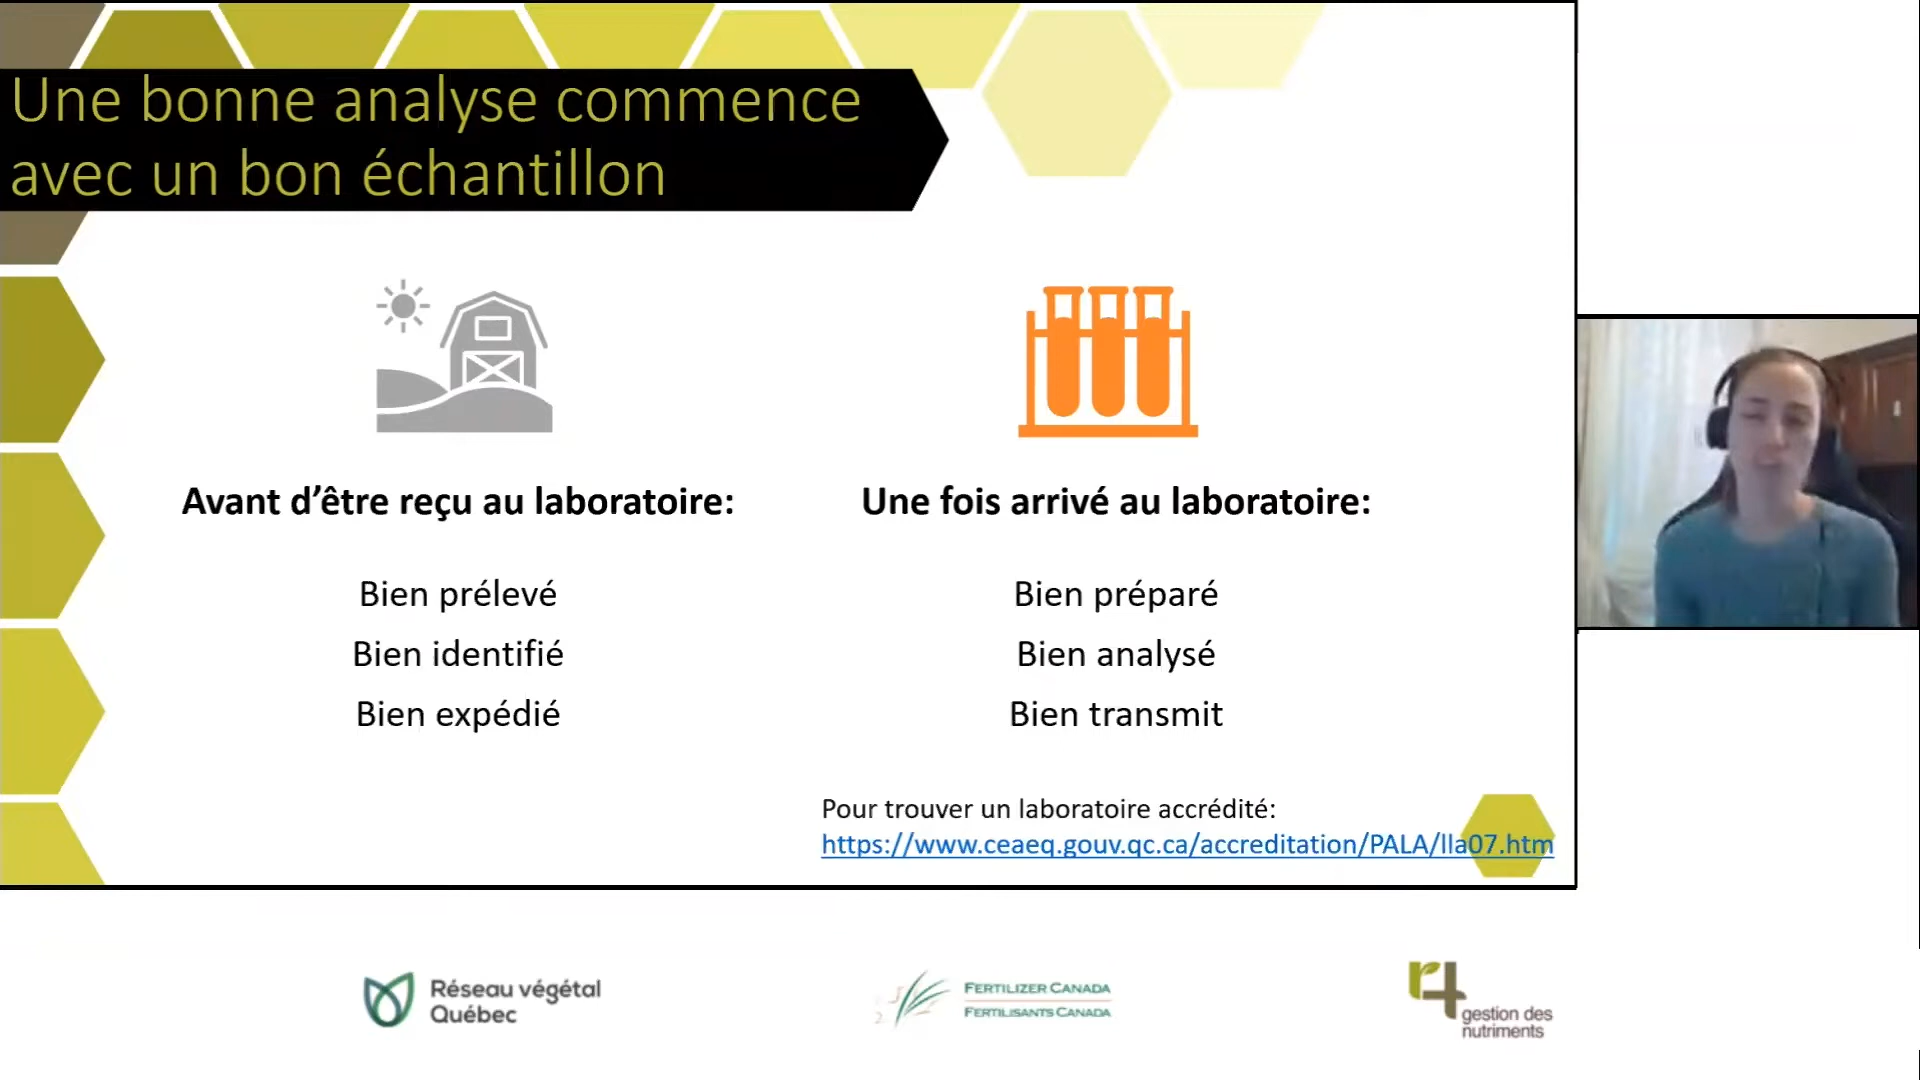 Une bonne analyse commence
avec un bon échantillon
Avant d’être reçu au laboratoire:
Bien prélevé
Bien identifié
Bien expédié
Une fois arrivé au laboratoire:
Bien préparé
Bien analysé
Bien transmit
Pour trouver un laboratoire accrédité:
https://www.ceaeq.gouv.qc.ca/accreditation/PALA/lla07.htm
Réseau végétal
Québec
FERTILIZER CANADA
FERTILISANTS CANADA
r4
gestion des
nutriments